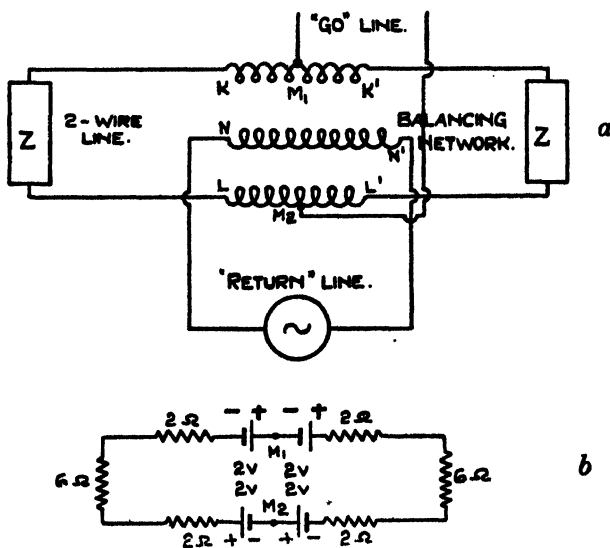 "GO" LINE.
K M1 K'
2-WIRE LINE.
BALANCING NETWORK.
Z
Z
a
N N'
L L'
M2
"RETURN" LINE.
~
- + - +
2Ω 2Ω
M1
6Ω 2v 2v 6Ω
b
2v 2v
M2
2Ω + - + - 2Ω